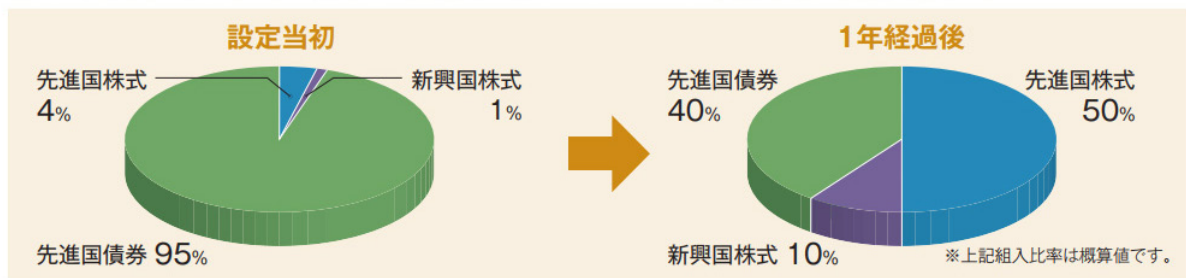 設定当初
先進国株式
4%
新興国株式
1%
先進国債券 95%
1年経過後
先進国債券
40%
先進国株式
50%
新興国株式 10%
※上記組入比率は概算値です。